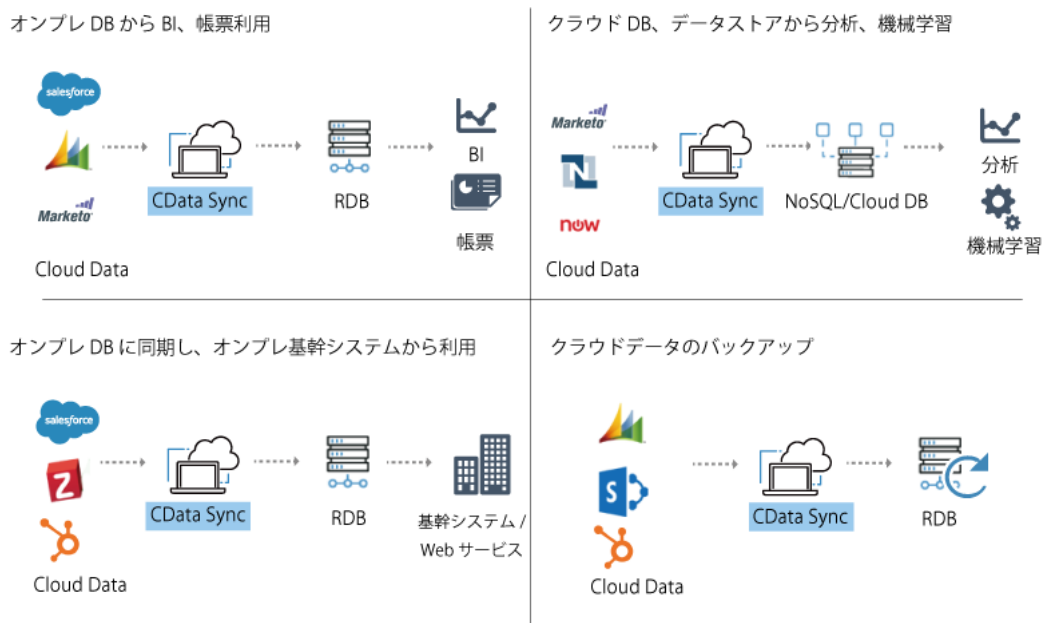 オンプレ DB から BI、帳票利用
salesforce
Marketo
Cloud Data
CData Sync
RDB
BI
帳票
クラウド DB、データストアから分析、機械学習
Marketo
N
now
Cloud Data
CData Sync
NoSQL/Cloud DB
分析
機械学習
オンプレ DB に同期し、オンプレ基幹システムから利用
salesforce
Z
Cloud Data
CData Sync
RDB
基幹システム /
Web サービス
クラウドデータのバックアップ
S
Cloud Data
CData Sync
RDB